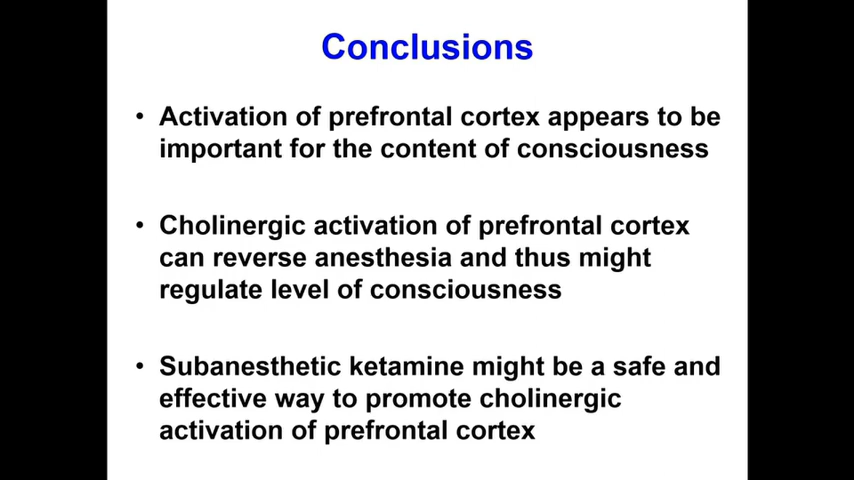 Conclusions
• Activation of prefrontal cortex appears to be
important for the content of consciousness
• Cholinergic activation of prefrontal cortex
can reverse anesthesia and thus might
regulate level of consciousness
• Subanesthetic ketamine might be a safe and
effective way to promote cholinergic
activation of prefrontal cortex